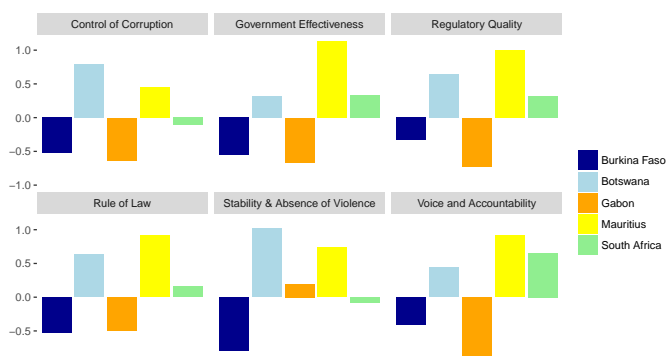 Control of Corruption
Government Effectiveness
Regulatory Quality
1.0
0.5
0.0
−0.5
−1.0
Rule of Law
Stability & Absence of Violence
Voice and Accountability
1.0
0.5
0.0
−0.5
Burkina Faso
Botswana
Gabon
Mauritius
South Africa